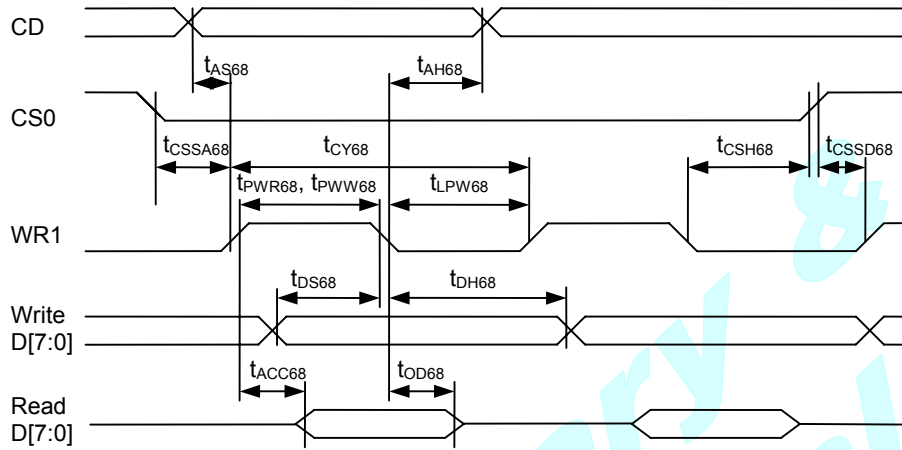 CD
tAS68 tAH68
CS0
tCSSA68 tCY68 tCSH68 tCSSD68
tPWR68, tPWW68 tLPW68
WR1
tDS68 tDH68
Write
D[7:0]
tACC68 tOD68
Read
D[7:0]
&